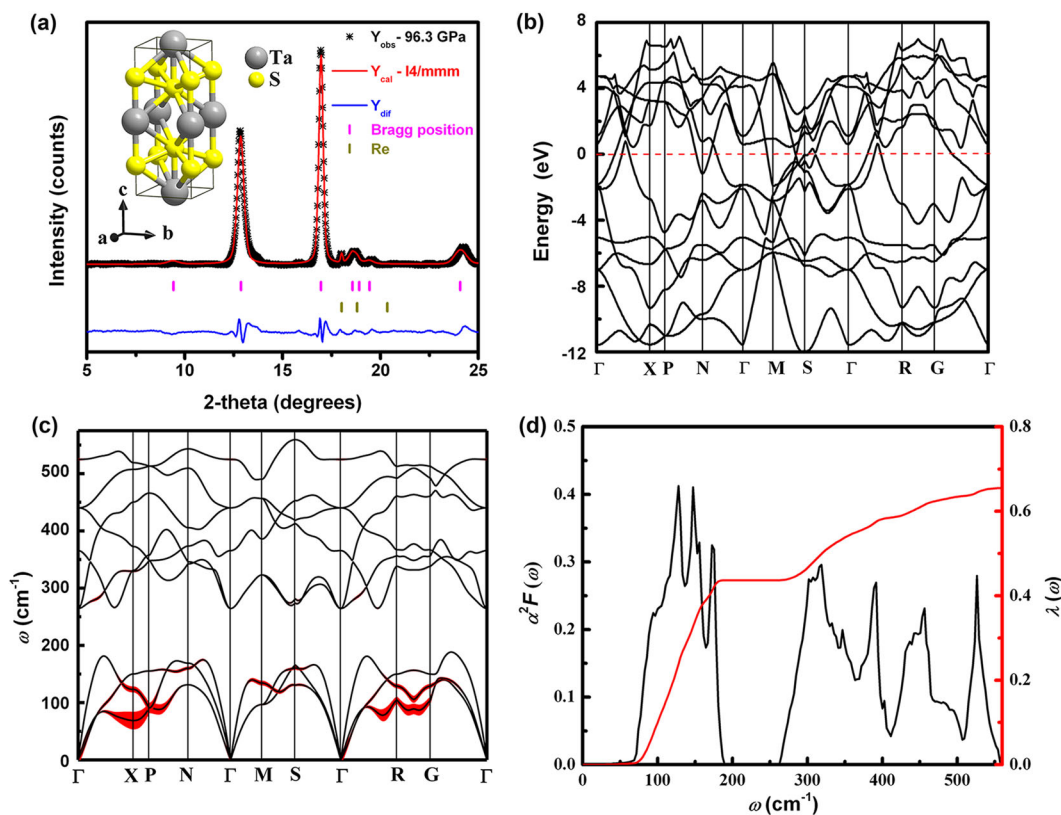 (a)
Ta
S
c
a
b
Y_obs - 96.3 GPa
Y_cal - I4/mmm
Y_dif
Bragg position
Re
Intensity (counts)
5 10 15 20 25
2-theta (degrees)
(b)
8
4
0
-4
-8
-12
Energy (eV)
Γ X P N Γ M S Γ R G Γ
(c)
500
400
300
200
100
0
ω (cm⁻¹)
Γ X P N Γ M S Γ R G Γ
(d)
0.5
0.4
0.3
0.2
0.1
0.0
α²F(ω)
0.8
0.6
0.4
0.2
0.0
λ(ω)
0 100 200 300 400 500
ω (cm⁻¹)